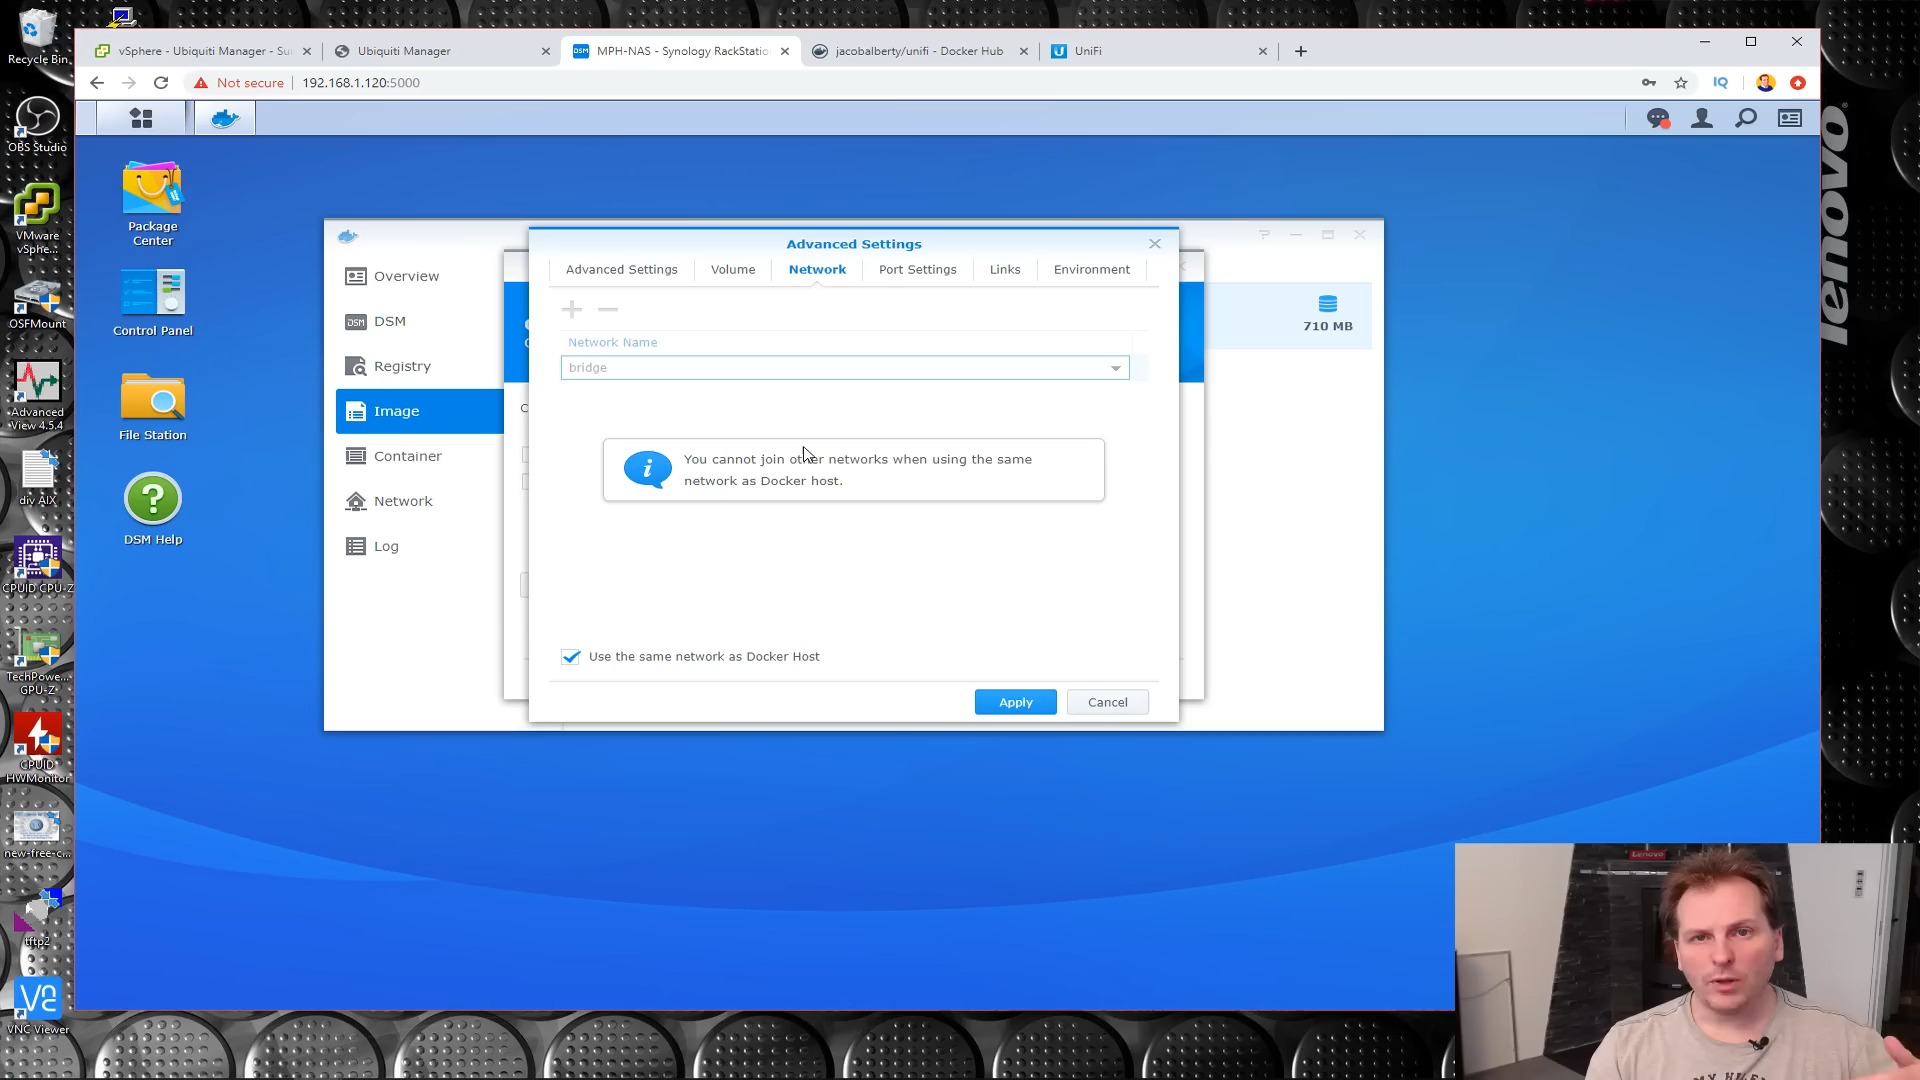 Recycle Bin
OBS Studio
VMware
vSphe...
OSFMount
Advanced
View 4.5.4
div AIX
CPUID CPU-Z
TechPowe...
GPU-Z
CPUID
HWMonitor
new-free-c...
tftp2
VNC Viewer
vSphere - Ubiquiti Manager - Su
Ubiquiti Manager
DSM
MPH-NAS - Synology RackStatio
jacobalberty/unifi - Docker Hub
UniFi
Not secure
192.168.1.120:5000
IQ
Package
Center
Control Panel
File Station
DSM Help
Overview
DSM
DSM
Registry
Image
Container
Network
Log
Advanced Settings
Advanced Settings
Volume
Network
Port Settings
Links
Environment
Network Name
bridge
You cannot join other networks when using the same
network as Docker host.
Use the same network as Docker Host
Apply
Cancel
710 MB
lenovo
Lenovo